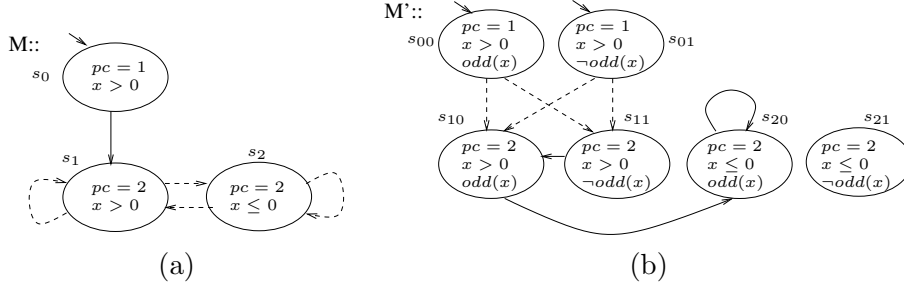 M::
s0
pc = 1
x > 0
s1
pc = 2
x > 0
s2
pc = 2
x ≤ 0
(a)
M'::
s00
pc = 1
x > 0
odd(x)
s01
pc = 1
x > 0
¬odd(x)
s10
pc = 2
x > 0
odd(x)
s11
pc = 2
x > 0
¬odd(x)
s20
pc = 2
x ≤ 0
odd(x)
s21
pc = 2
x ≤ 0
¬odd(x)
(b)